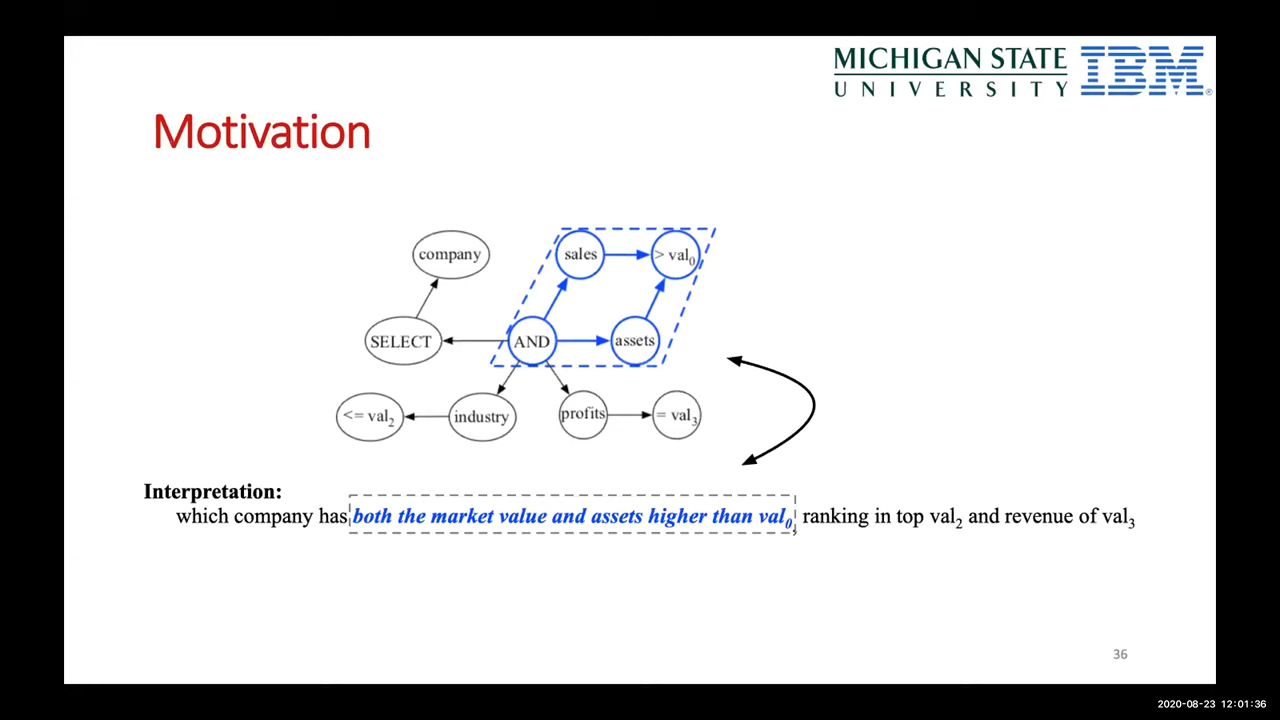 MICHIGAN STATE
UNIVERSITY
IBM
Motivation
company
sales
> val0
SELECT
AND
assets
<= val2
industry
profits
= val3
Interpretation:
which company has both the market value and assets higher than val0, ranking in top val2 and revenue of val3
36
2020-08-23 12:01:36